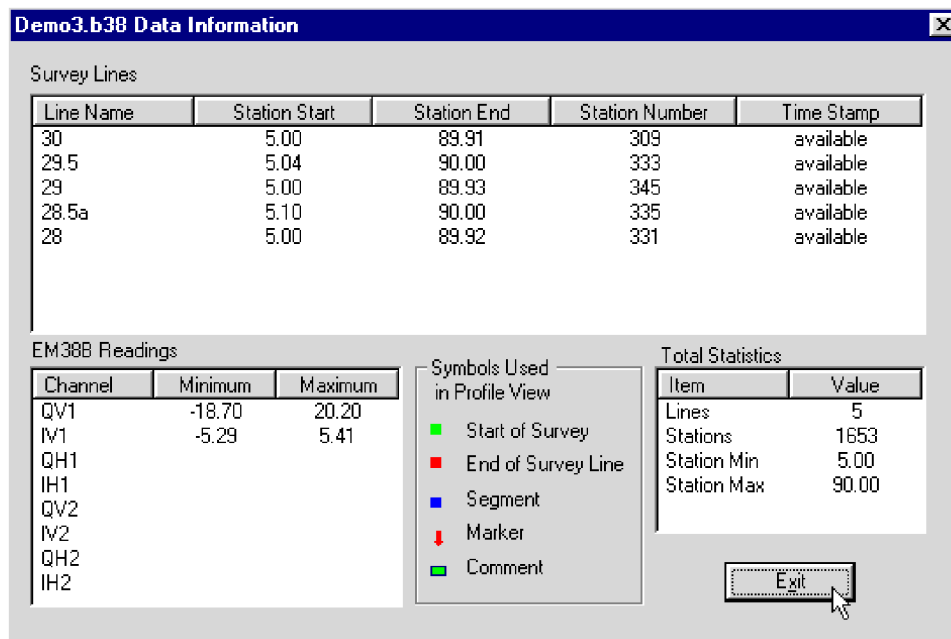 Demo3.b38 Data Information
Survey Lines
Line Name Station Start Station End Station Number Time Stamp
30 5.00 89.91 309 available
29.5 5.04 90.00 333 available
29 5.00 89.93 345 available
28.5a 5.10 90.00 335 available
28 5.00 89.92 331 available
EM38B Readings
Channel Minimum Maximum
QV1 -18.70 20.20
IV1 -5.29 5.41
QH1
IH1
QV2
IV2
QH2
IH2
Symbols Used
in Profile View
Start of Survey
End of Survey Line
Segment
Marker
Comment
Total Statistics
Item Value
Lines 5
Stations 1653
Station Min 5.00
Station Max 90.00
Exit